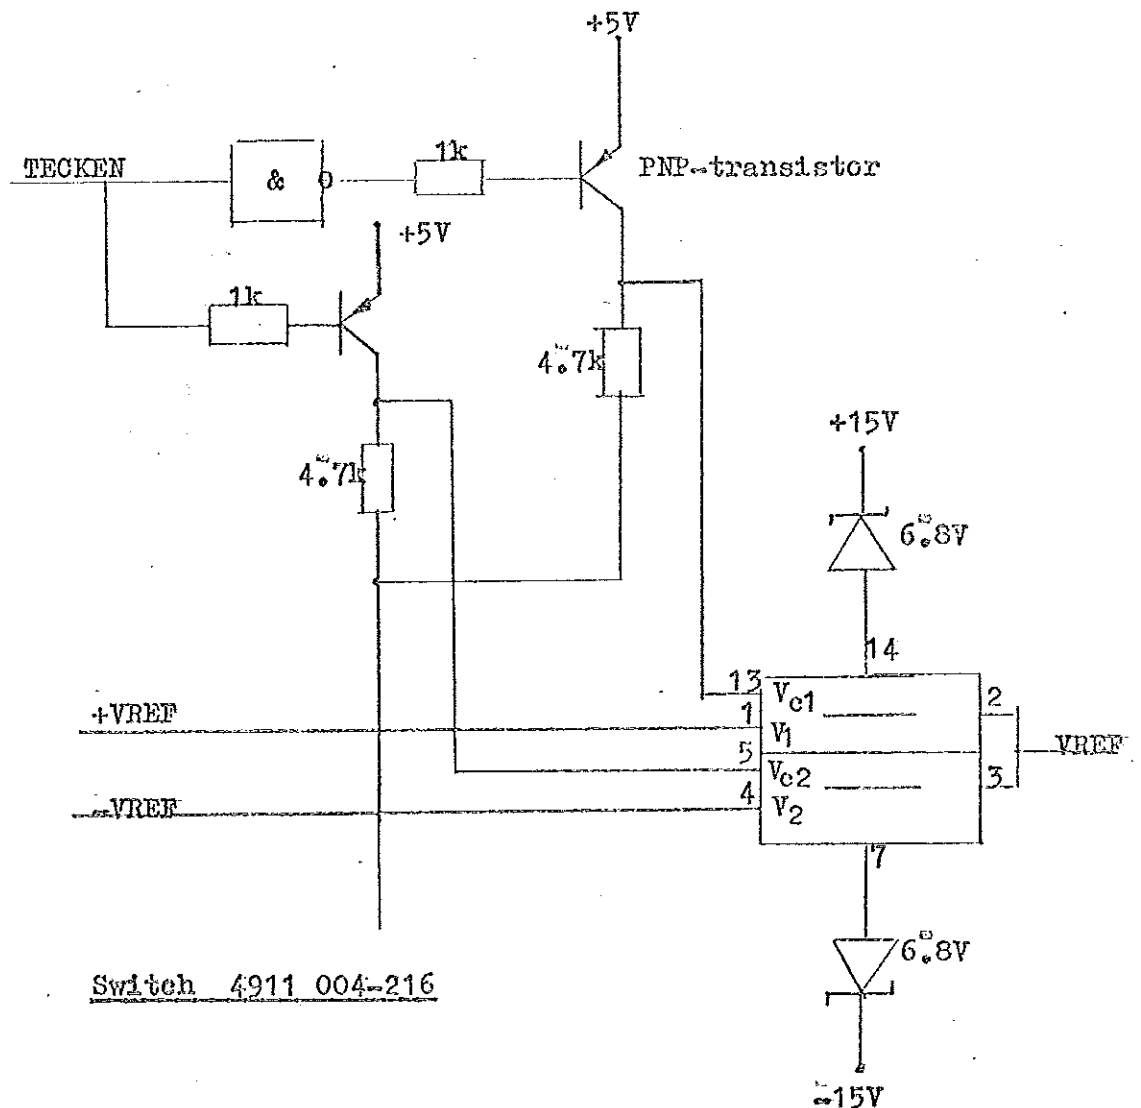 +5V
TECKEN
&
1k
PNP-transistor
+5V
1k
4.7k
4.7k
+15V
6.8V
14
13
Vc1
2
+VREF
1
V1
VREF
5
Vc2
3
-VREF
4
V2
7
6.8V
Switch 4911 004-216
-15V